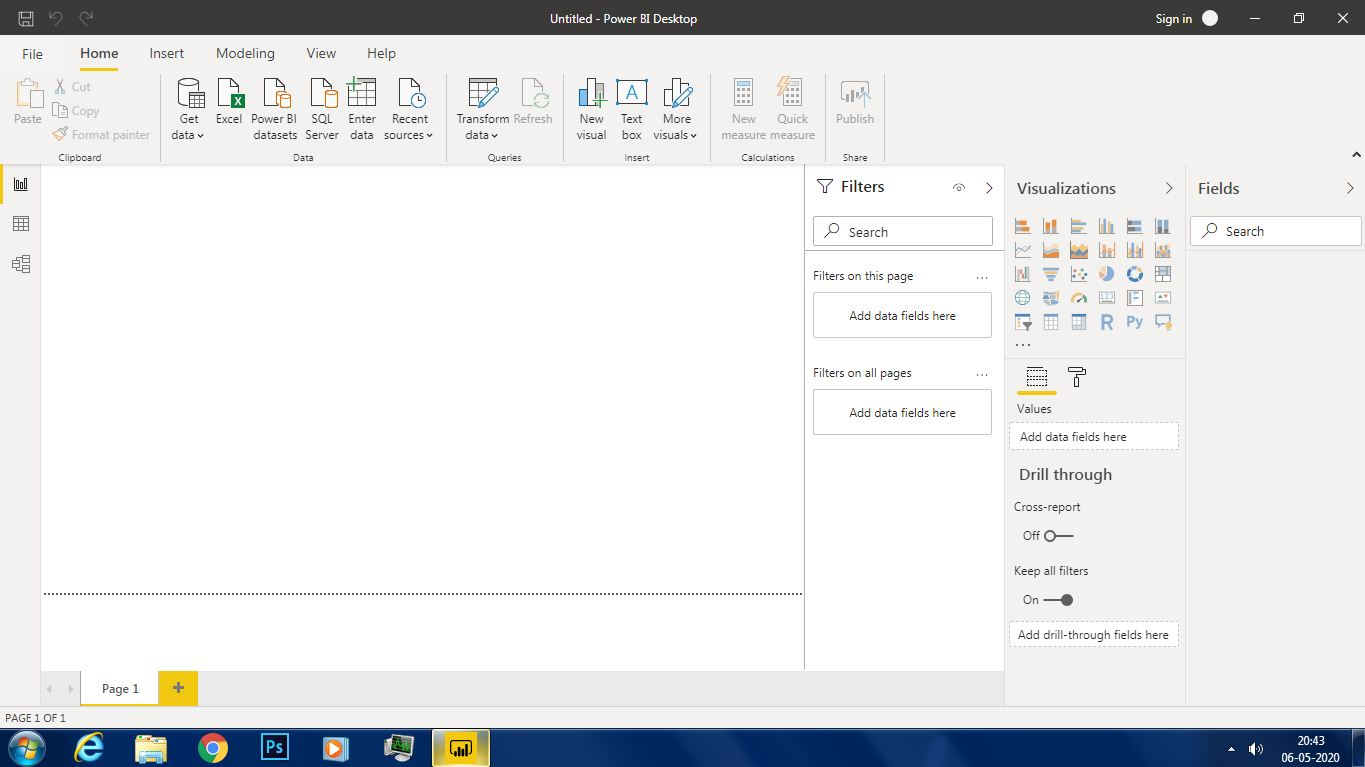 Untitled - Power BI Desktop
Sign in
File
Home
Insert
Modeling
View
Help
Paste
Cut
Copy
Format painter
Clipboard
Get data
Excel
Power BI datasets
SQL Server
Enter data
Recent sources
Data
Transform data
Refresh
Queries
New visual
Text box
More visuals
Insert
New measure
Quick measure
Calculations
Publish
Share
Filters
Search
Filters on this page
...
Add data fields here
Filters on all pages
...
Add data fields here
Visualizations
123
R
Py
...
Values
Add data fields here
Drill through
Cross-report
Off
Keep all filters
On
Add drill-through fields here
Fields
Search
Page 1
+
PAGE 1 OF 1
Ps
20:43
06-05-2020